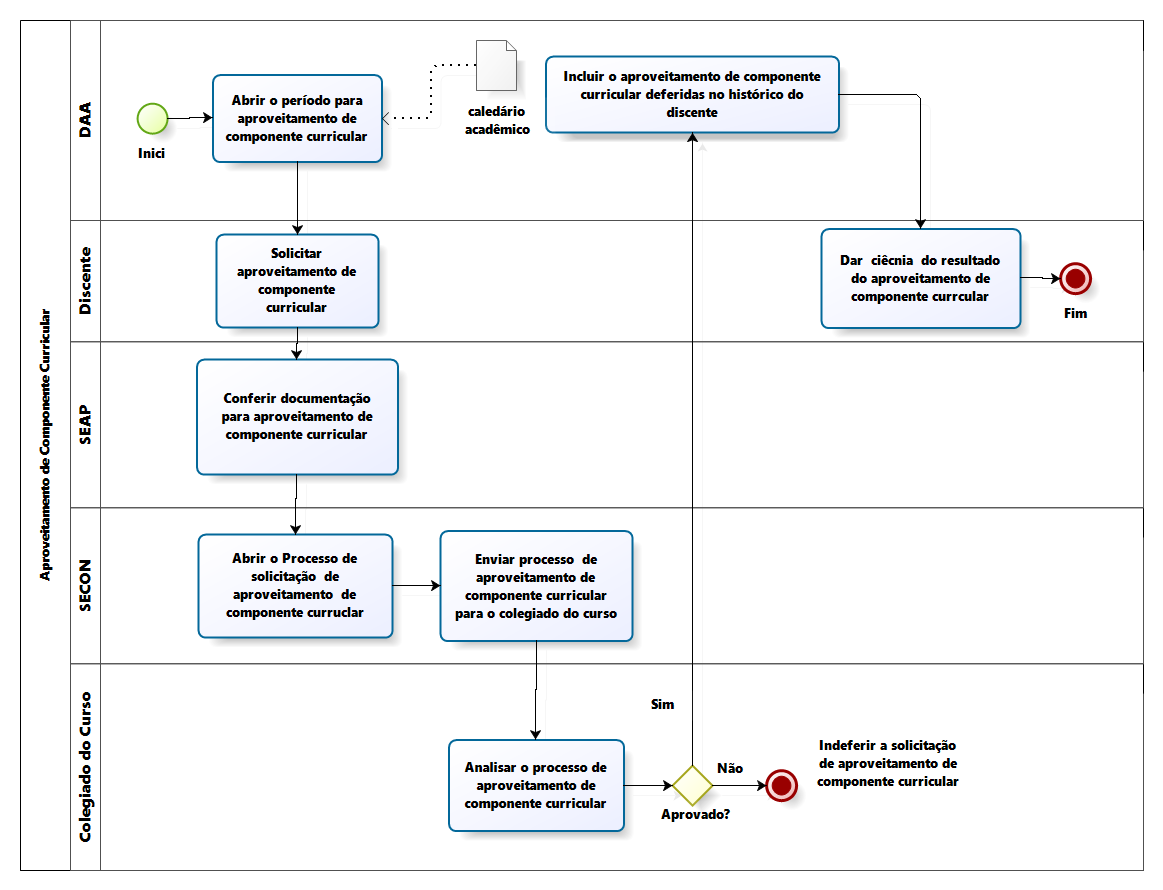 Aproveitamento de Componente Curricular
DAA
Inici
Abrir o período para
aproveitamento de
componente curricular
caledário
acadêmico
Incluir o aproveitamento de componente
curricular deferidas no histórico do
discente
Discente
Solicitar
aproveitamento de
componente
curricular
Dar ciêcnia do resultado
do aproveitamento de
componente currcular
Fim
SEAP
Conferir documentação
para aproveitamento de
componente curricular
SECON
Abrir o Processo de
solicitação de
aproveitamento de
componente curruclar
Enviar processo de
aproveitamento de
componente curricular
para o colegiado do curso
Colegiado do Curso
Analisar o processo de
aproveitamento de
componente curricular
Sim
Aprovado?
Não
Indeferir a solicitação
de aproveitamento de
componente curricular